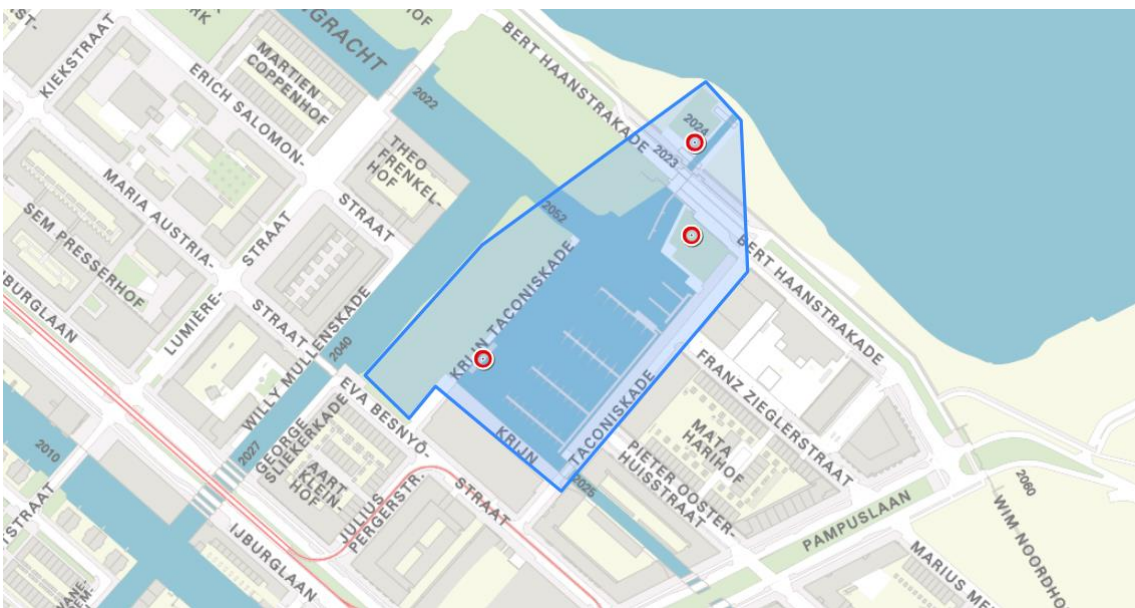 BERT HAANSTRAKADE
KIEKSTRAAT
MARTIEN
COPPENHOF
ERICH SALOMON-
STRAAT
2022
THEO
FRENKEL-
HOF
2024
2023
MARIA AUSTRIA-
STRAAT
SEM PRESSERHOF
STRAAT
LUMIÈRE-
2052
KRIJN TACONISKADE
BERT HAANSTRAKADE
WILLY MULLENSKADE
2040
EVA BESNYÖ-
STRAAT
GEORGE
SLIEKERKADE
2027
AART
KLEIN-
HOF
JULIUS
PERGERSTR.
KRIJN
TACONISKADE
2025
FRANZ ZIEGLERSTRAAT
MATA
HARIHOF
PIETER OOSTER-
HUISSTRAAT
PAMPUSLAAN
2060
WIM NOORDHO
MARIUS ME
2010
IJBURGLAAN